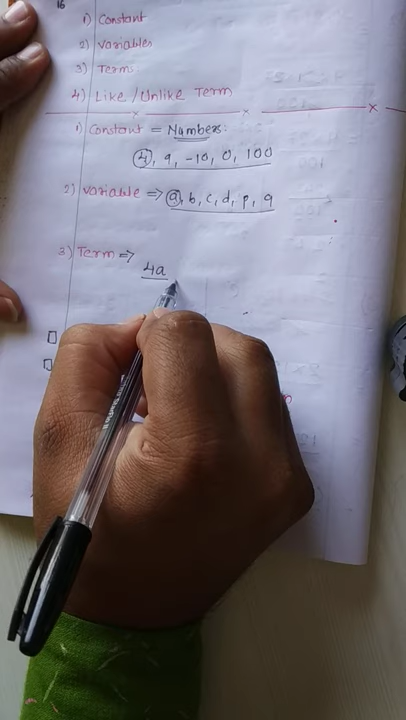 16
1) Constant
2) Variables
3) Terms.
4) Like / Unlike Term
x x x
1) Constant = Numbers:
4, 9, -10, 0, 100
2) Variable => a, b, c, d, p, q
3) Term =>
4a